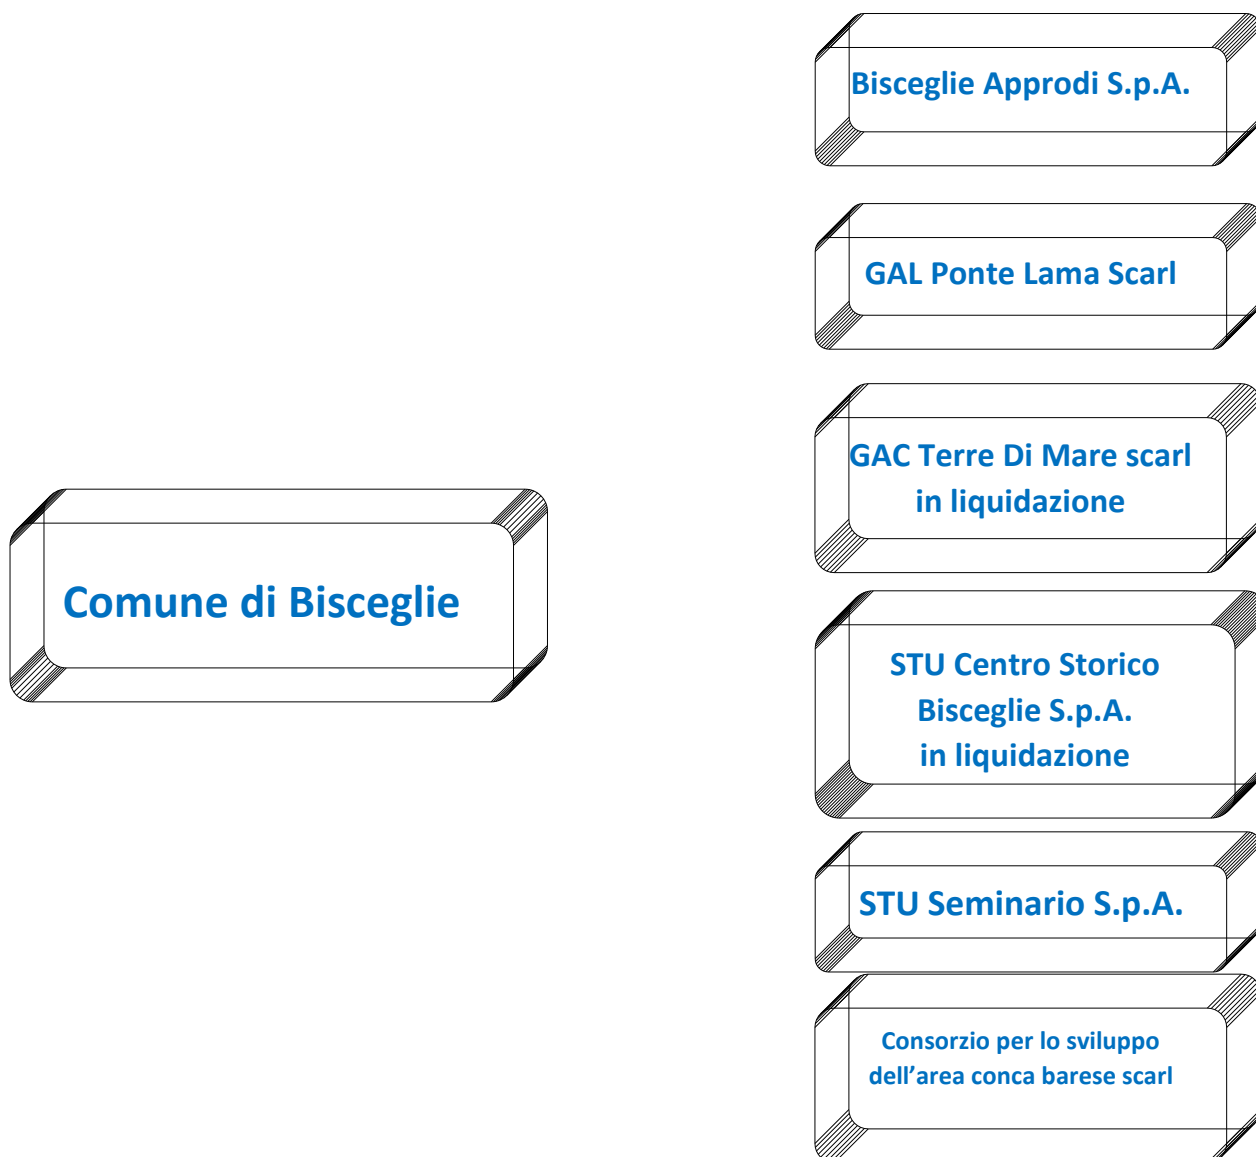 Bisceglie Approdi S.p.A.
GAL Ponte Lama Scarl
GAC Terre Di Mare scarl
in liquidazione
Comune di Bisceglie
STU Centro Storico
Bisceglie S.p.A.
in liquidazione
STU Seminario S.p.A.
Consorzio per lo sviluppo
dell’area conca barese scarl